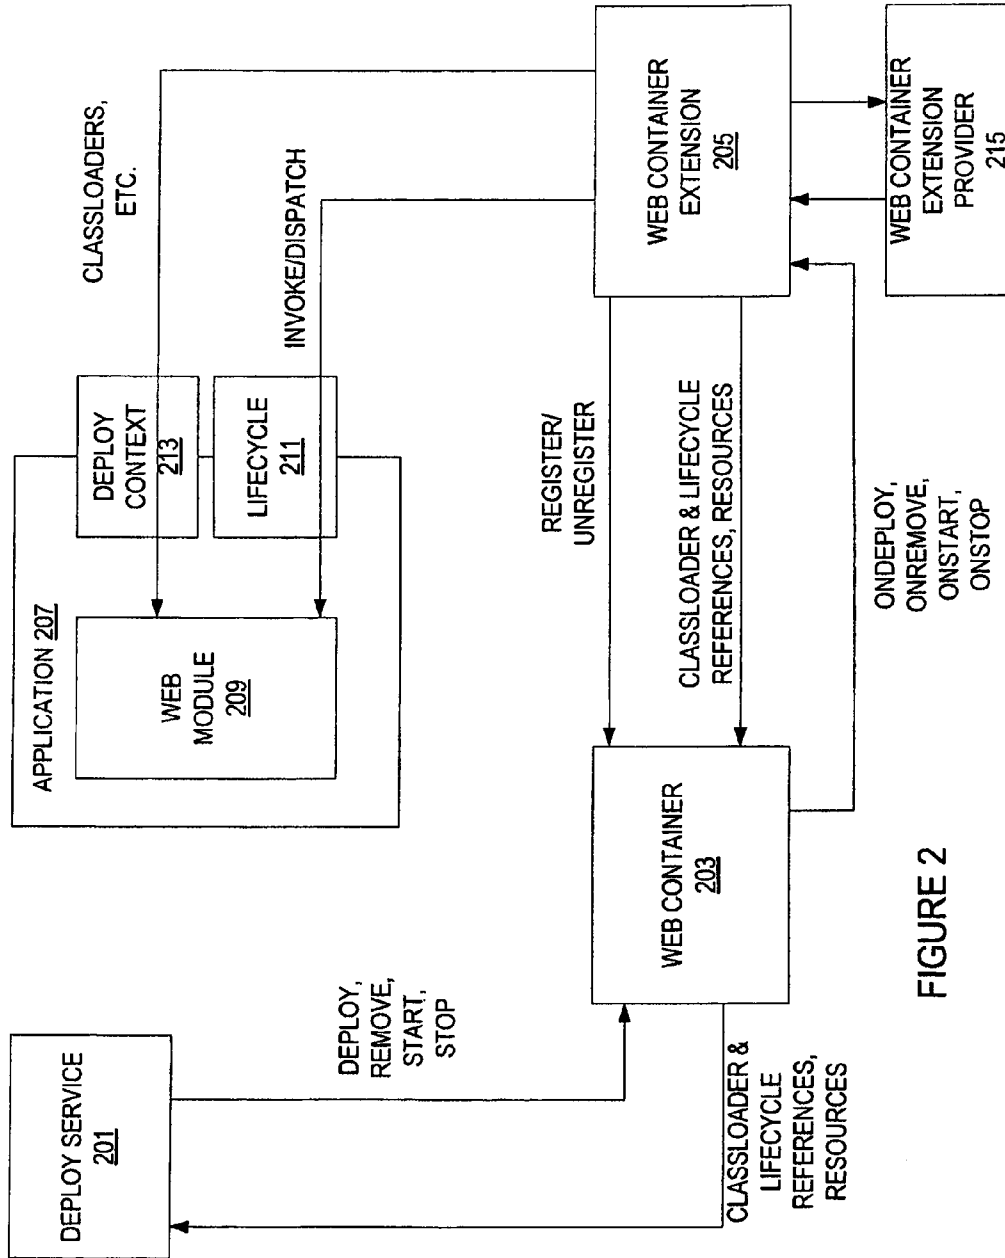 DEPLOY SERVICE
201
DEPLOY,
REMOVE,
START,
STOP
CLASSLOADER &
LIFECYCLE
REFERENCES,
RESOURCES
APPLICATION 207
WEB
MODULE
209
DEPLOY
CONTEXT
213
LIFECYCLE
211
CLASSLOADERS,
ETC.
INVOKE/DISPATCH
WEB CONTAINER
203
REGISTER/
UNREGISTER
CLASSLOADER & LIFECYCLE
REFERENCES, RESOURCES
ONDEPLOY,
ONREMOVE,
ONSTART,
ONSTOP
WEB CONTAINER
EXTENSION
205
WEB CONTAINER
EXTENSION
PROVIDER
215
FIGURE 2